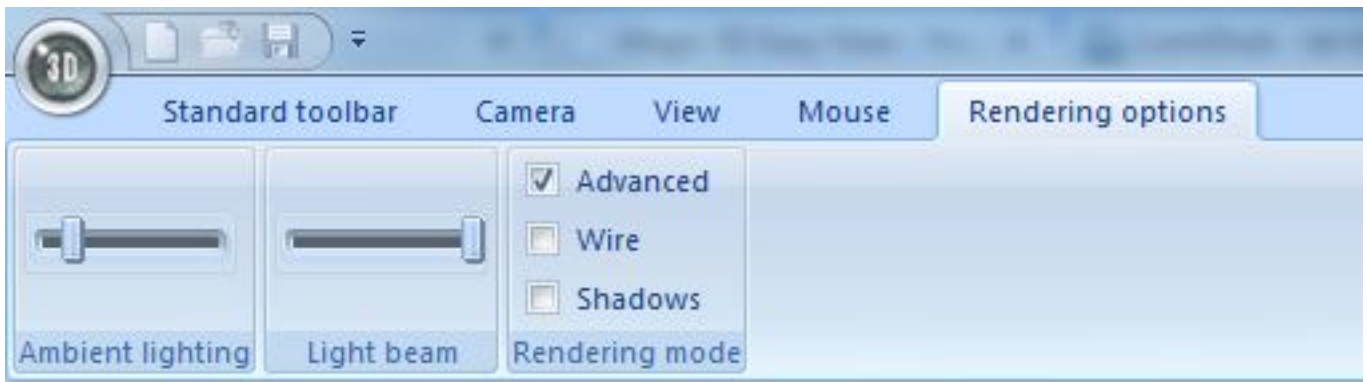 3D
Standard toolbar Camera View Mouse Rendering options
Advanced
Wire
Shadows
Ambient lighting Light beam Rendering mode